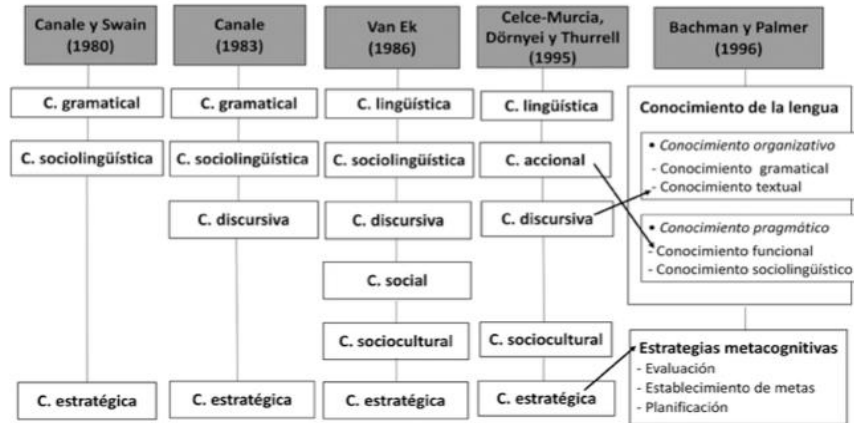 Canale y Swain
(1980)
Canale
(1983)
Van Ek
(1986)
Celce-Murcia,
Dörnyei y Thurrell
(1995)
Bachman y Palmer
(1996)
C. gramatical
C. sociolingüística
C. estratégica
C. gramatical
C. sociolingüística
C. discursiva
C. estratégica
C. lingüística
C. sociolingüística
C. discursiva
C. social
C. sociocultural
C. estratégica
C. lingüística
C. accional
C. discursiva
C. sociocultural
C. estratégica
Conocimiento de la lengua
• Conocimiento organizativo
- Conocimiento gramatical
- Conocimiento textual
• Conocimiento pragmático
- Conocimiento funcional
- Conocimiento sociolingüístico
Estrategias metacognitivas
- Evaluación
- Establecimiento de metas
- Planificación